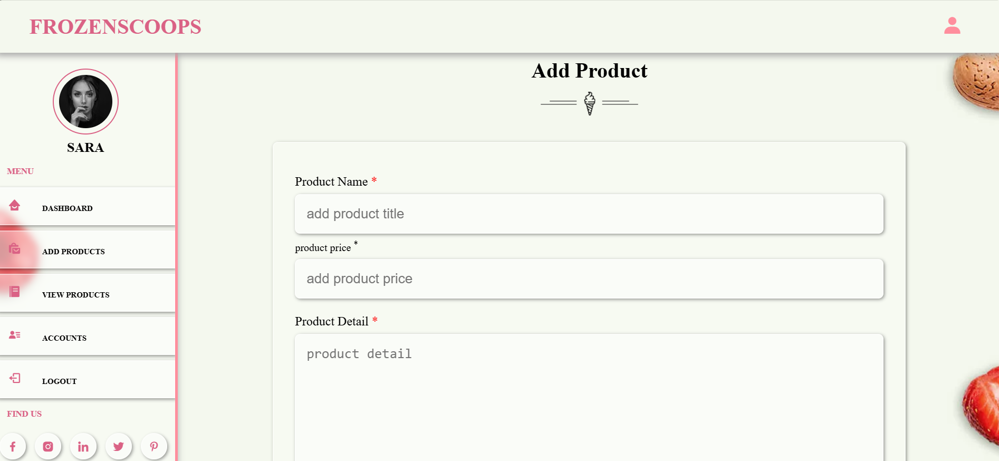 FROZENSCOOPS
SARA
MENU
DASHBOARD
ADD PRODUCTS
VIEW PRODUCTS
ACCOUNTS
LOGOUT
FIND US
Add Product
Product Name *
add product title
product price *
add product price
Product Detail *
product detail